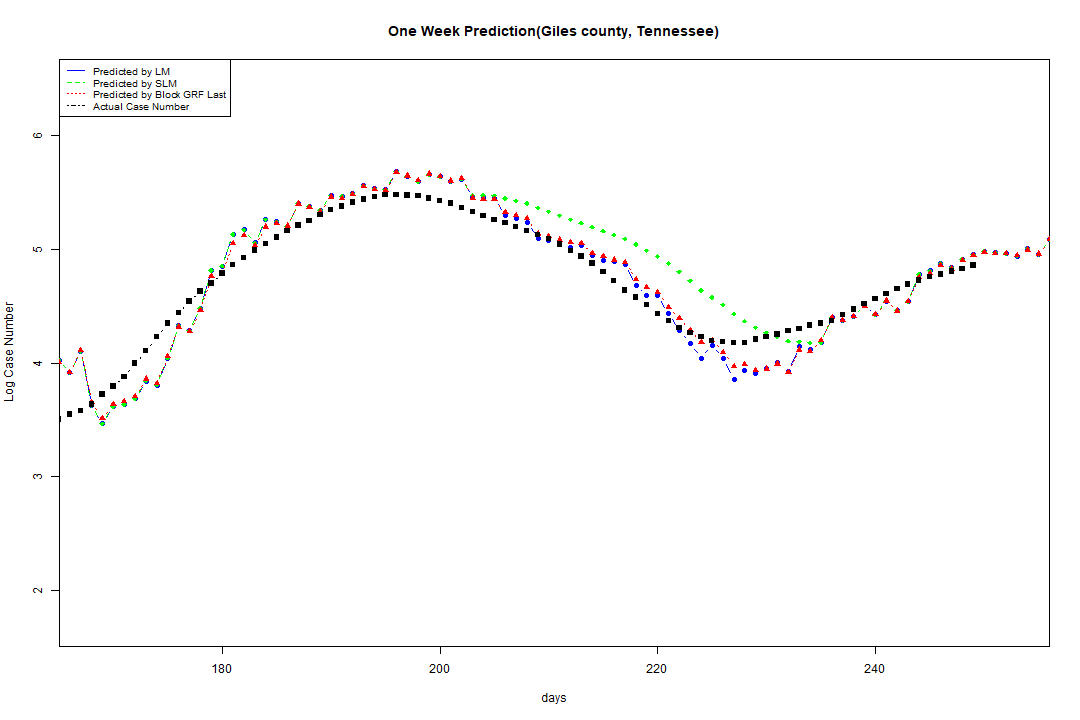 One Week Prediction(Giles county, Tennessee)
Predicted by LM
Predicted by SLM
Predicted by Block GRF Last
Actual Case Number
6
5
4
3
2
Log Case Number
180
200
220
240
days